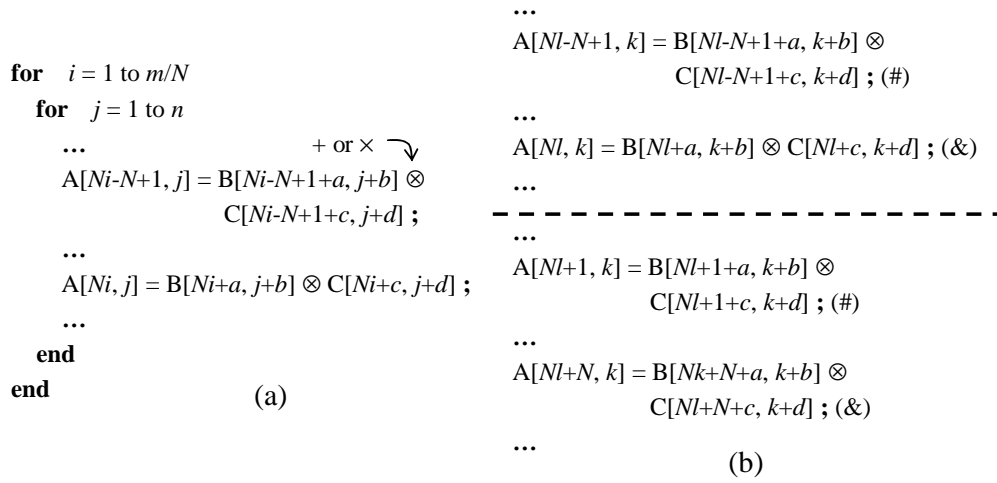 for i = 1 to m/N
for j = 1 to n
...
+ or ×
A[Ni-N+1, j] = B[Ni-N+1+a, j+b] ⊗
C[Ni-N+1+c, j+d] ;
...
A[Ni, j] = B[Ni+a, j+b] ⊗ C[Ni+c, j+d] ;
...
end
end
(a)
...
A[Nl-N+1, k] = B[Nl-N+1+a, k+b] ⊗
C[Nl-N+1+c, k+d] ; (#)
...
A[Nl, k] = B[Nl+a, k+b] ⊗ C[Nl+c, k+d] ; (&)
...
...
A[Nl+1, k] = B[Nl+1+a, k+b] ⊗
C[Nl+1+c, k+d] ; (#)
...
A[Nl+N, k] = B[Nk+N+a, k+b] ⊗
C[Nl+N+c, k+d] ; (&)
...
(b)